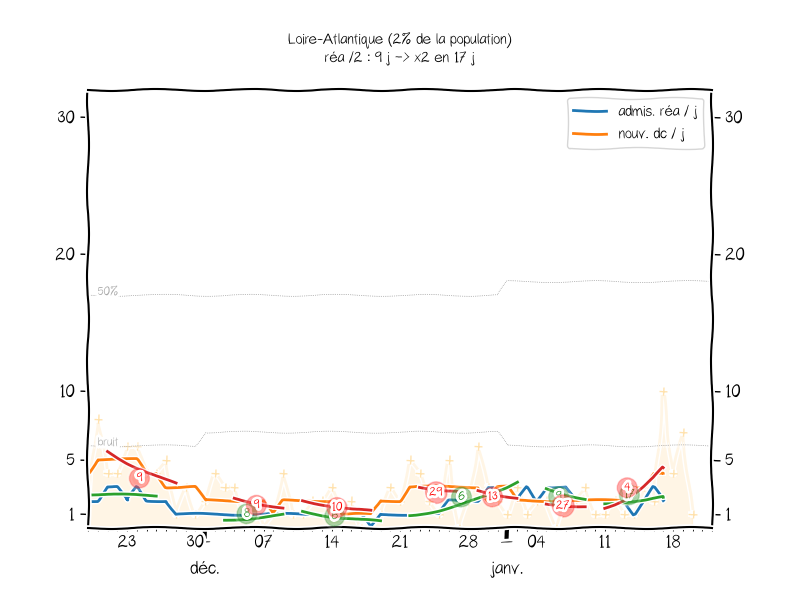 Loire-Atlantique (2% de la population)
réa /2 : 9 j -> x2 en 17 j
admis. réa / j
nouv. dc / j
30 30
20 20
50%
10 10
bruit
5 5
1 1
9
8
9
10
29
6
13
27
4
23 30 07 14 21 28 04 11 18
déc. janv.